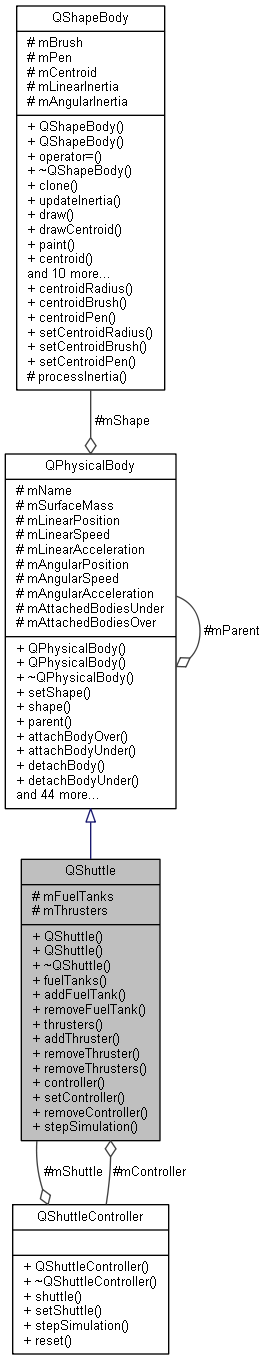 QShapeBody
# mBrush
# mPen
# mCentroid
# mLinearInertia
# mAngularInertia
+ QShapeBody()
+ QShapeBody()
+ operator=()
+ ~QShapeBody()
+ clone()
+ updateInertia()
+ draw()
+ drawCentroid()
+ paint()
+ centroid()
and 10 more...
+ centroidRadius()
+ centroidBrush()
+ centroidPen()
+ setCentroidRadius()
+ setCentroidBrush()
+ setCentroidPen()
# processInertia()
#mShape
QPhysicalBody
# mName
# mSurfaceMass
# mLinearPosition
# mLinearSpeed
# mLinearAcceleration
# mAngularPosition
# mAngularSpeed
# mAngularAcceleration
# mAttachedBodiesUnder
# mAttachedBodiesOver
+ QPhysicalBody()
+ QPhysicalBody()
+ ~QPhysicalBody()
+ setShape()
+ shape()
+ parent()
+ attachBodyOver()
+ attachBodyUnder()
+ detachBody()
+ detachBodyUnder()
and 44 more...
#mParent
QShuttle
# mFuelTanks
# mThrusters
+ QShuttle()
+ QShuttle()
+ ~QShuttle()
+ fuelTanks()
+ addFuelTank()
+ removeFuelTank()
+ thrusters()
+ addThruster()
+ removeThruster()
+ removeThrusters()
+ controller()
+ setController()
+ removeController()
+ stepSimulation()
#mShuttle
#mController
QShuttleController
+ QShuttleController()
+ ~QShuttleController()
+ shuttle()
+ setShuttle()
+ stepSimulation()
+ reset()